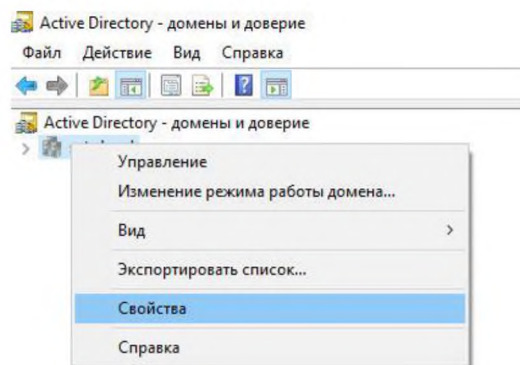 Active Directory - домены и доверие
Файл Действие Вид Справка
Active Directory - домены и доверие
Управление
Изменение режима работы домена...
Вид
Экспортировать список...
Свойства
Справка